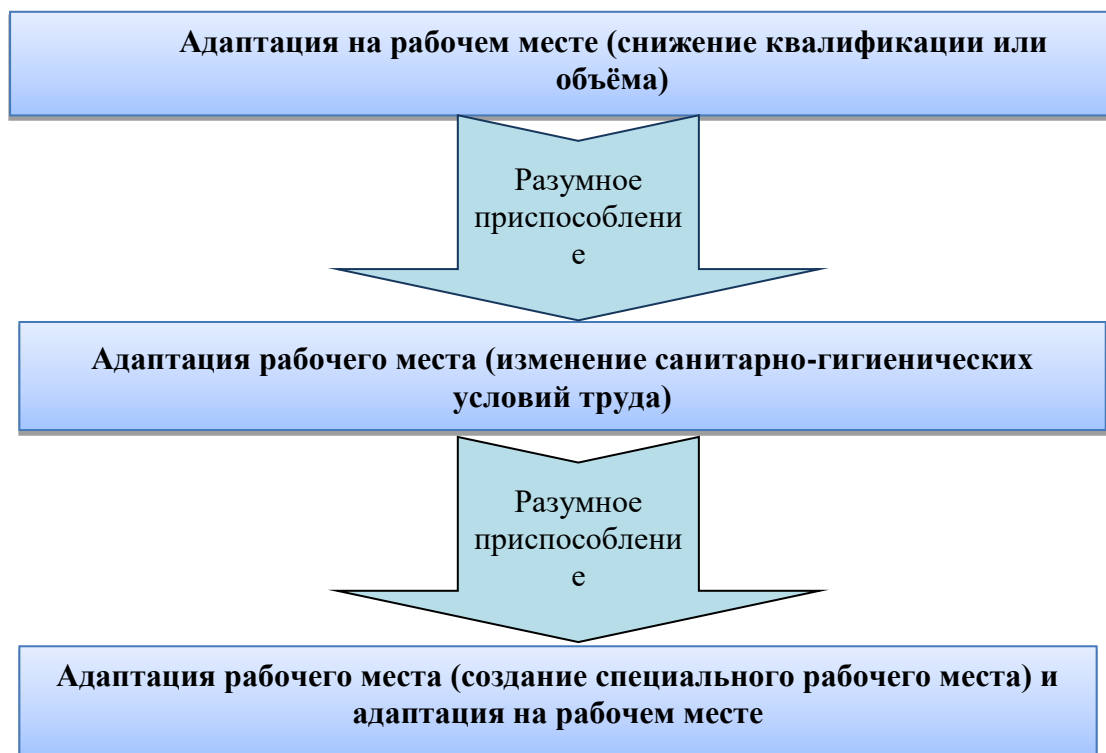 Адаптация на рабочем месте (снижение квалификации или
объёма)
Разумное
приспособлени
е
Адаптация рабочего места (изменение санитарно-гигиенических
условий труда)
Разумное
приспособлени
е
Адаптация рабочего места (создание специального рабочего места) и
адаптация на рабочем месте